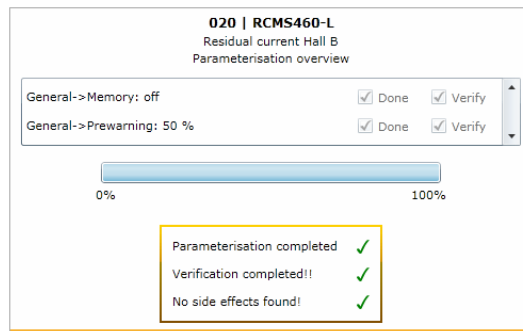 020 | RCMS460-L
Residual current Hall B
Parameterisation overview
General->Memory: off Done Verify
General->Prewarning: 50 % Done Verify
0% 100%
Parameterisation completed
Verification completed!!
No side effects found!